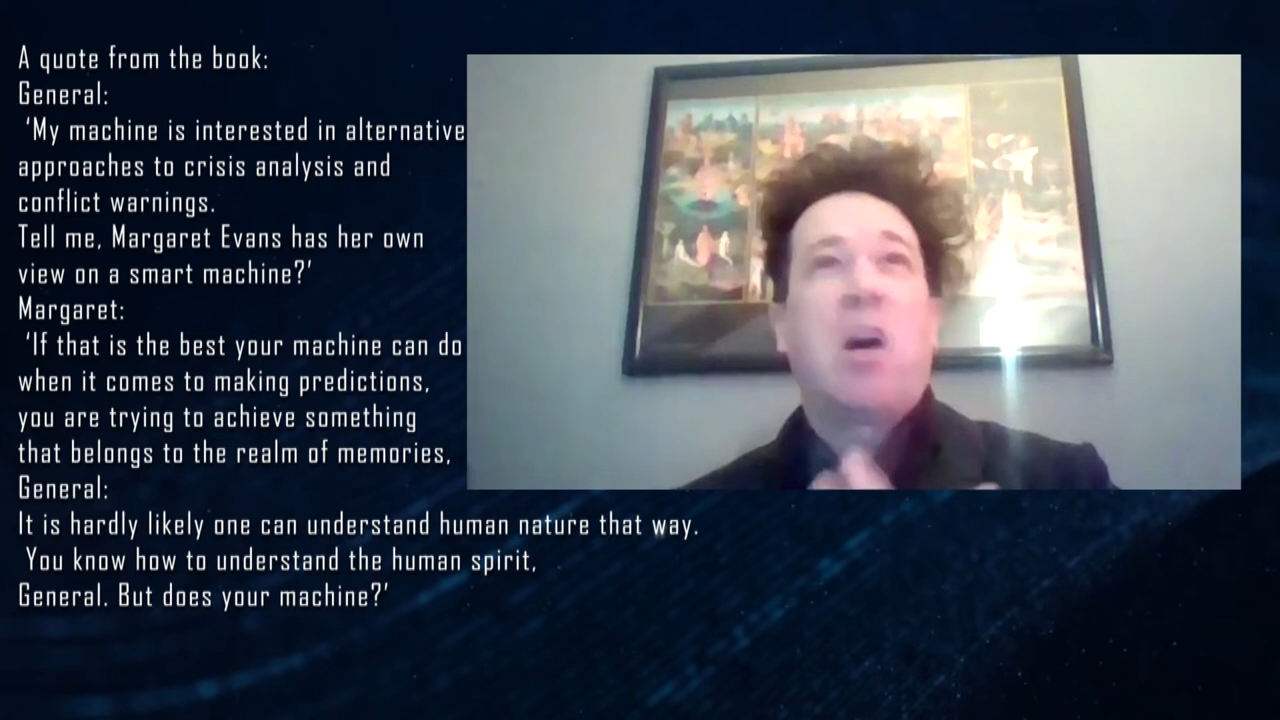 A quote from the book:
General:
‘My machine is interested in alternative
approaches to crisis analysis and
conflict warnings.
Tell me, Margaret Evans has her own
view on a smart machine?’
Margaret:
‘If that is the best your machine can do
when it comes to making predictions,
you are trying to achieve something
that belongs to the realm of memories,
General:
It is hardly likely one can understand human nature that way.
You know how to understand the human spirit,
General. But does your machine?’